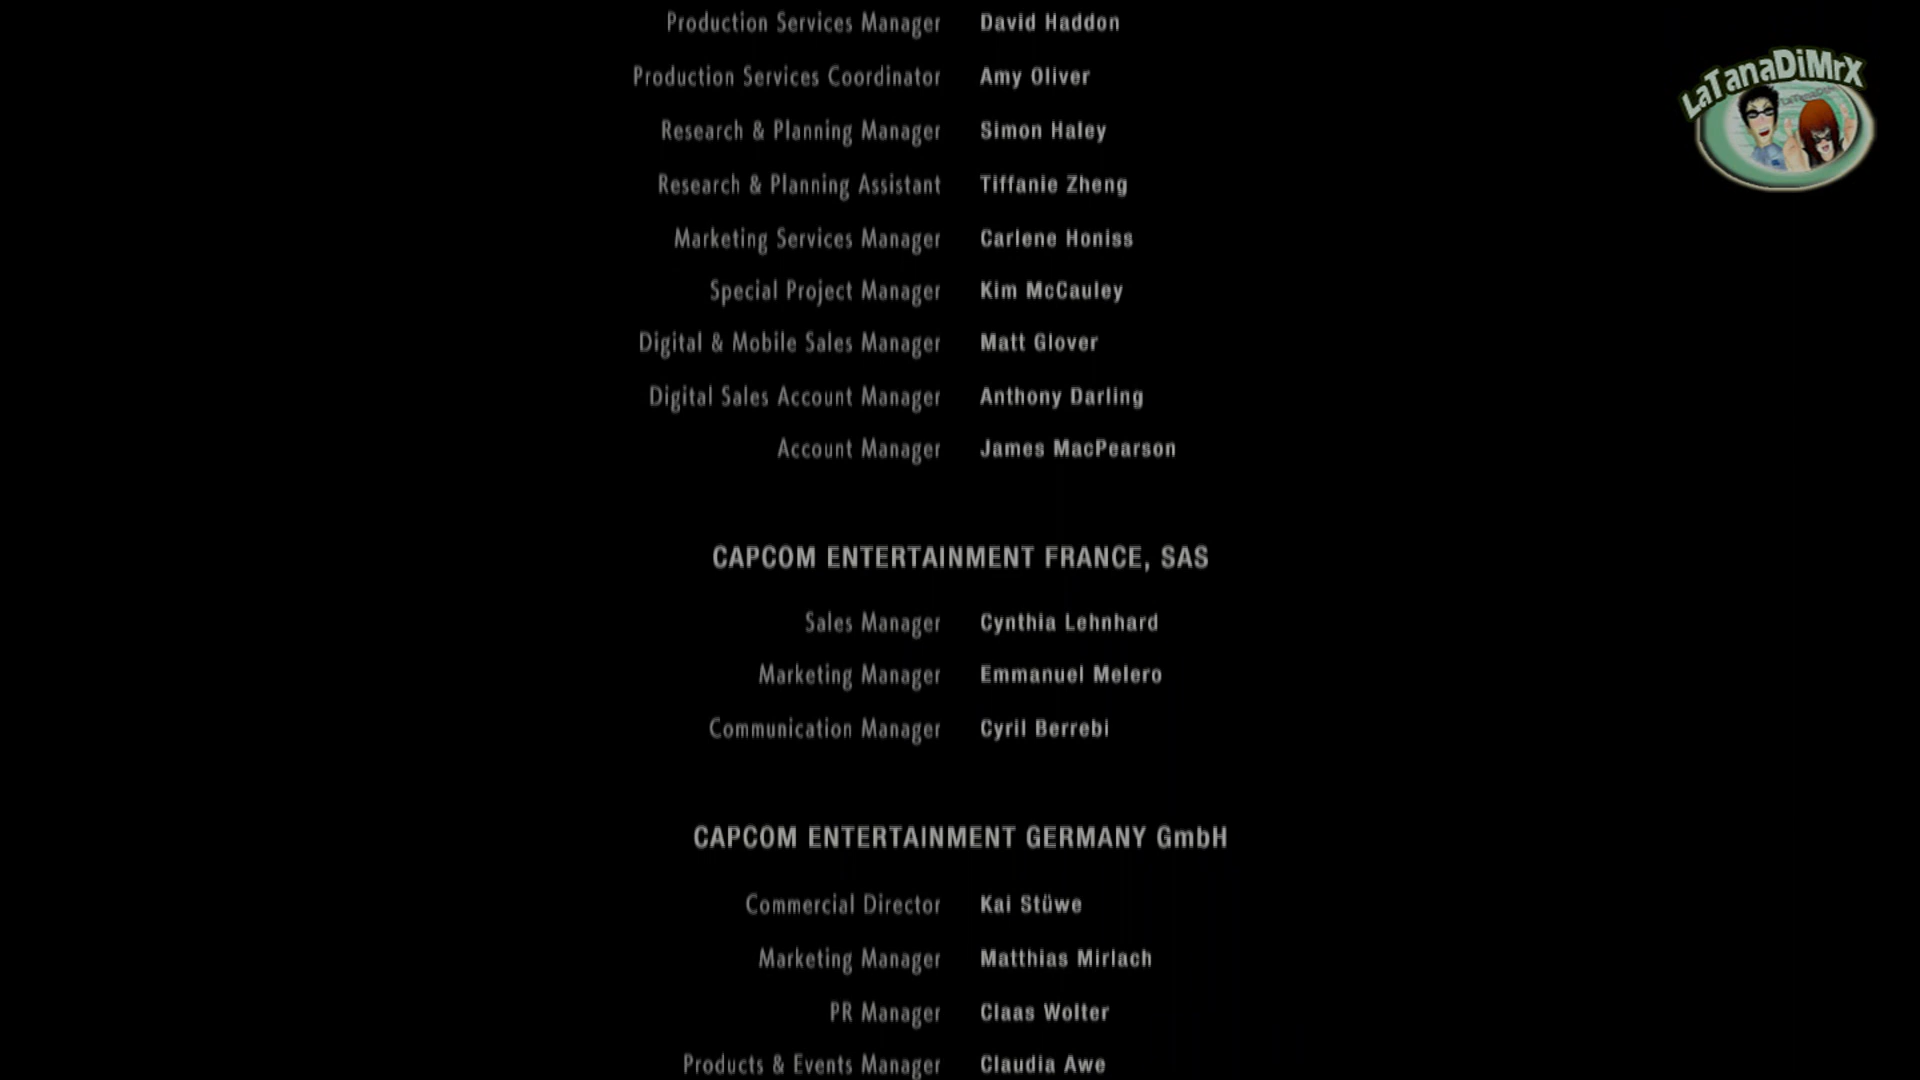 Production Services Manager David Haddon
Production Services Coordinator Amy Oliver
Research & Planning Manager Simon Haley
Research & Planning Assistant Tiffanie Zheng
Marketing Services Manager Carlene Honiss
Special Project Manager Kim McCauley
Digital & Mobile Sales Manager Matt Glover
Digital Sales Account Manager Anthony Darling
Account Manager James MacPearson
CAPCOM ENTERTAINMENT FRANCE, SAS
Sales Manager Cynthia Lehnhard
Marketing Manager Emmanuel Melero
Communication Manager Cyril Berrebi
CAPCOM ENTERTAINMENT GERMANY GmbH
Commercial Director Kai Stüwe
Marketing Manager Matthias Mirlach
PR Manager Claas Wolter
Products & Events Manager Claudia Awe
LaTanaDiMrX